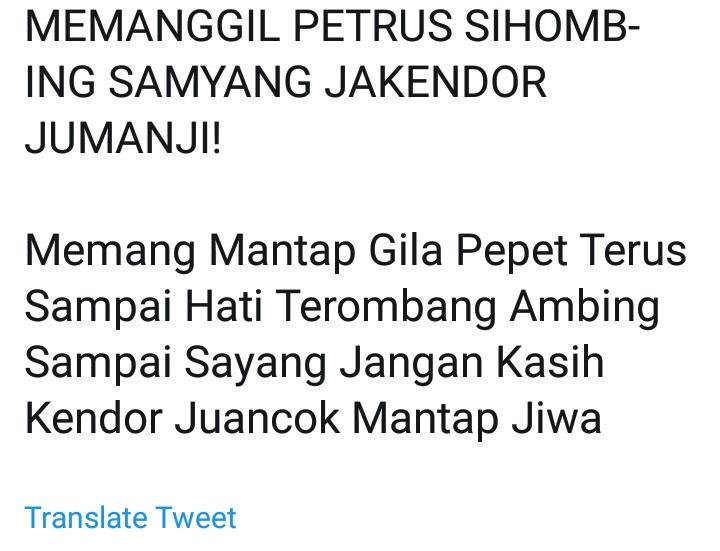 MEMANGGIL PETRUS SIHOMB-
ING SAMYANG JAKENDOR
JUMANJI!
Memang Mantap Gila Pepet Terus
Sampai Hati Terombang Ambing
Sampai Sayang Jangan Kasih
Kendor Juancok Mantap Jiwa
Translate Tweet